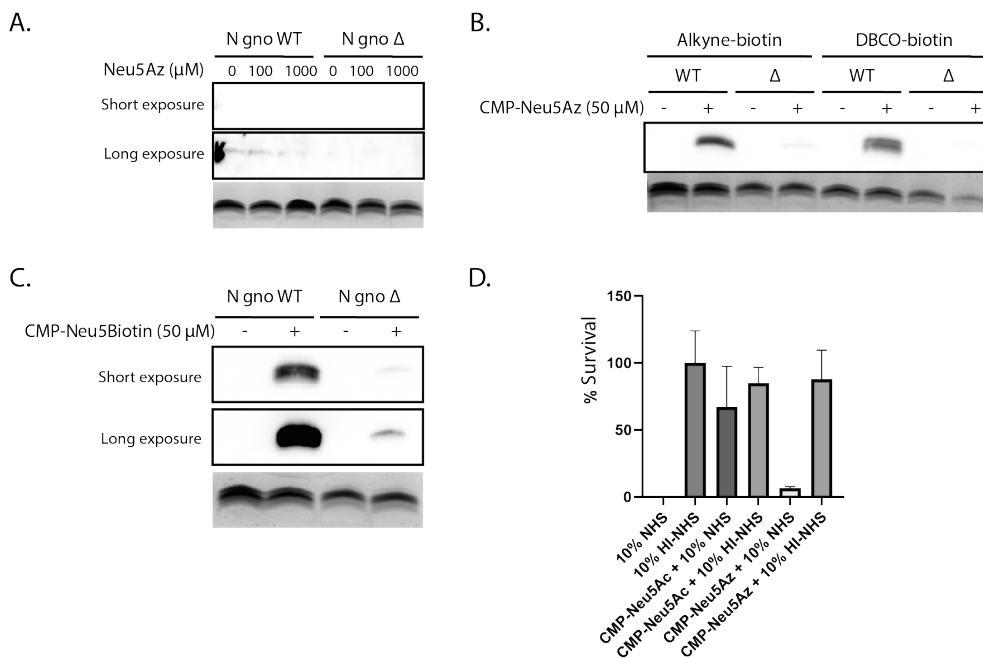 A.
N gno WT N gno Δ
Neu5Az (µM) 0 100 1000 0 100 1000
Short exposure
Long exposure
B.
Alkyne-biotin DBCO-biotin
WT Δ WT Δ
CMP-Neu5Az (50 µM) - + - + - + - +
C.
N gno WT N gno Δ
CMP-Neu5Biotin (50 µM) - + - +
Short exposure
Long exposure
D.
% Survival
150
100
50
0
10% NHS
10% HI-NHS
CMP-Neu5Ac + 10% NHS
CMP-Neu5Ac + 10% HI-NHS
CMP-Neu5Az + 10% NHS
CMP-Neu5Az + 10% HI-NHS